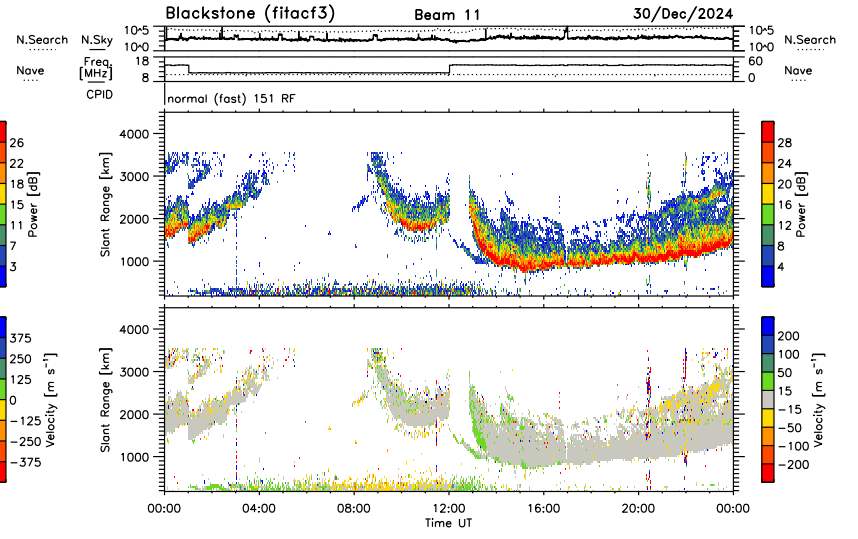 Blackstone (fitacf3) Beam 11 30/Dec/2024
N.Search N.Sky 10^5 10^0 10^5 10^0 N.Search
Nave Freq. [MHz] 18 8 60 0 Nave
CPID normal (fast) 151 RF
Slant Range [km] 4000 3000 2000 1000
26 22 18 15 11 7 3 Power [dB]
28 24 20 16 12 8 4 Power [dB]
Slant Range [km] 4000 3000 2000 1000
375 250 125 0 -125 -250 -375 Velocity [m s⁻¹]
200 100 50 15 -15 -50 -100 -200 Velocity [m s⁻¹]
00:00 04:00 08:00 12:00 16:00 20:00 00:00
Time UT